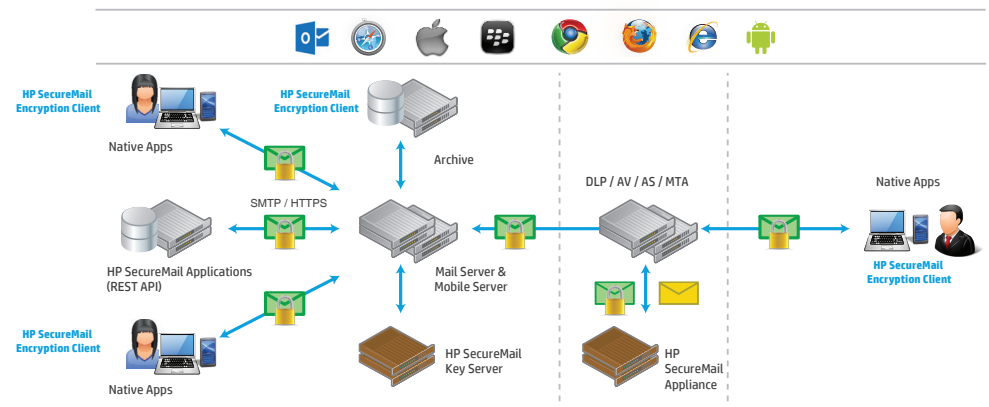 HP SecureMail
Encryption Client
Native Apps
HP SecureMail
Encryption Client
Archive
SMTP / HTTPS
HP SecureMail Applications
(REST API)
Mail Server &
Mobile Server
DLP / AV / AS / MTA
Native Apps
HP SecureMail
Encryption Client
HP SecureMail
Encryption Client
Native Apps
HP SecureMail
Key Server
HP
SecureMail
Appliance